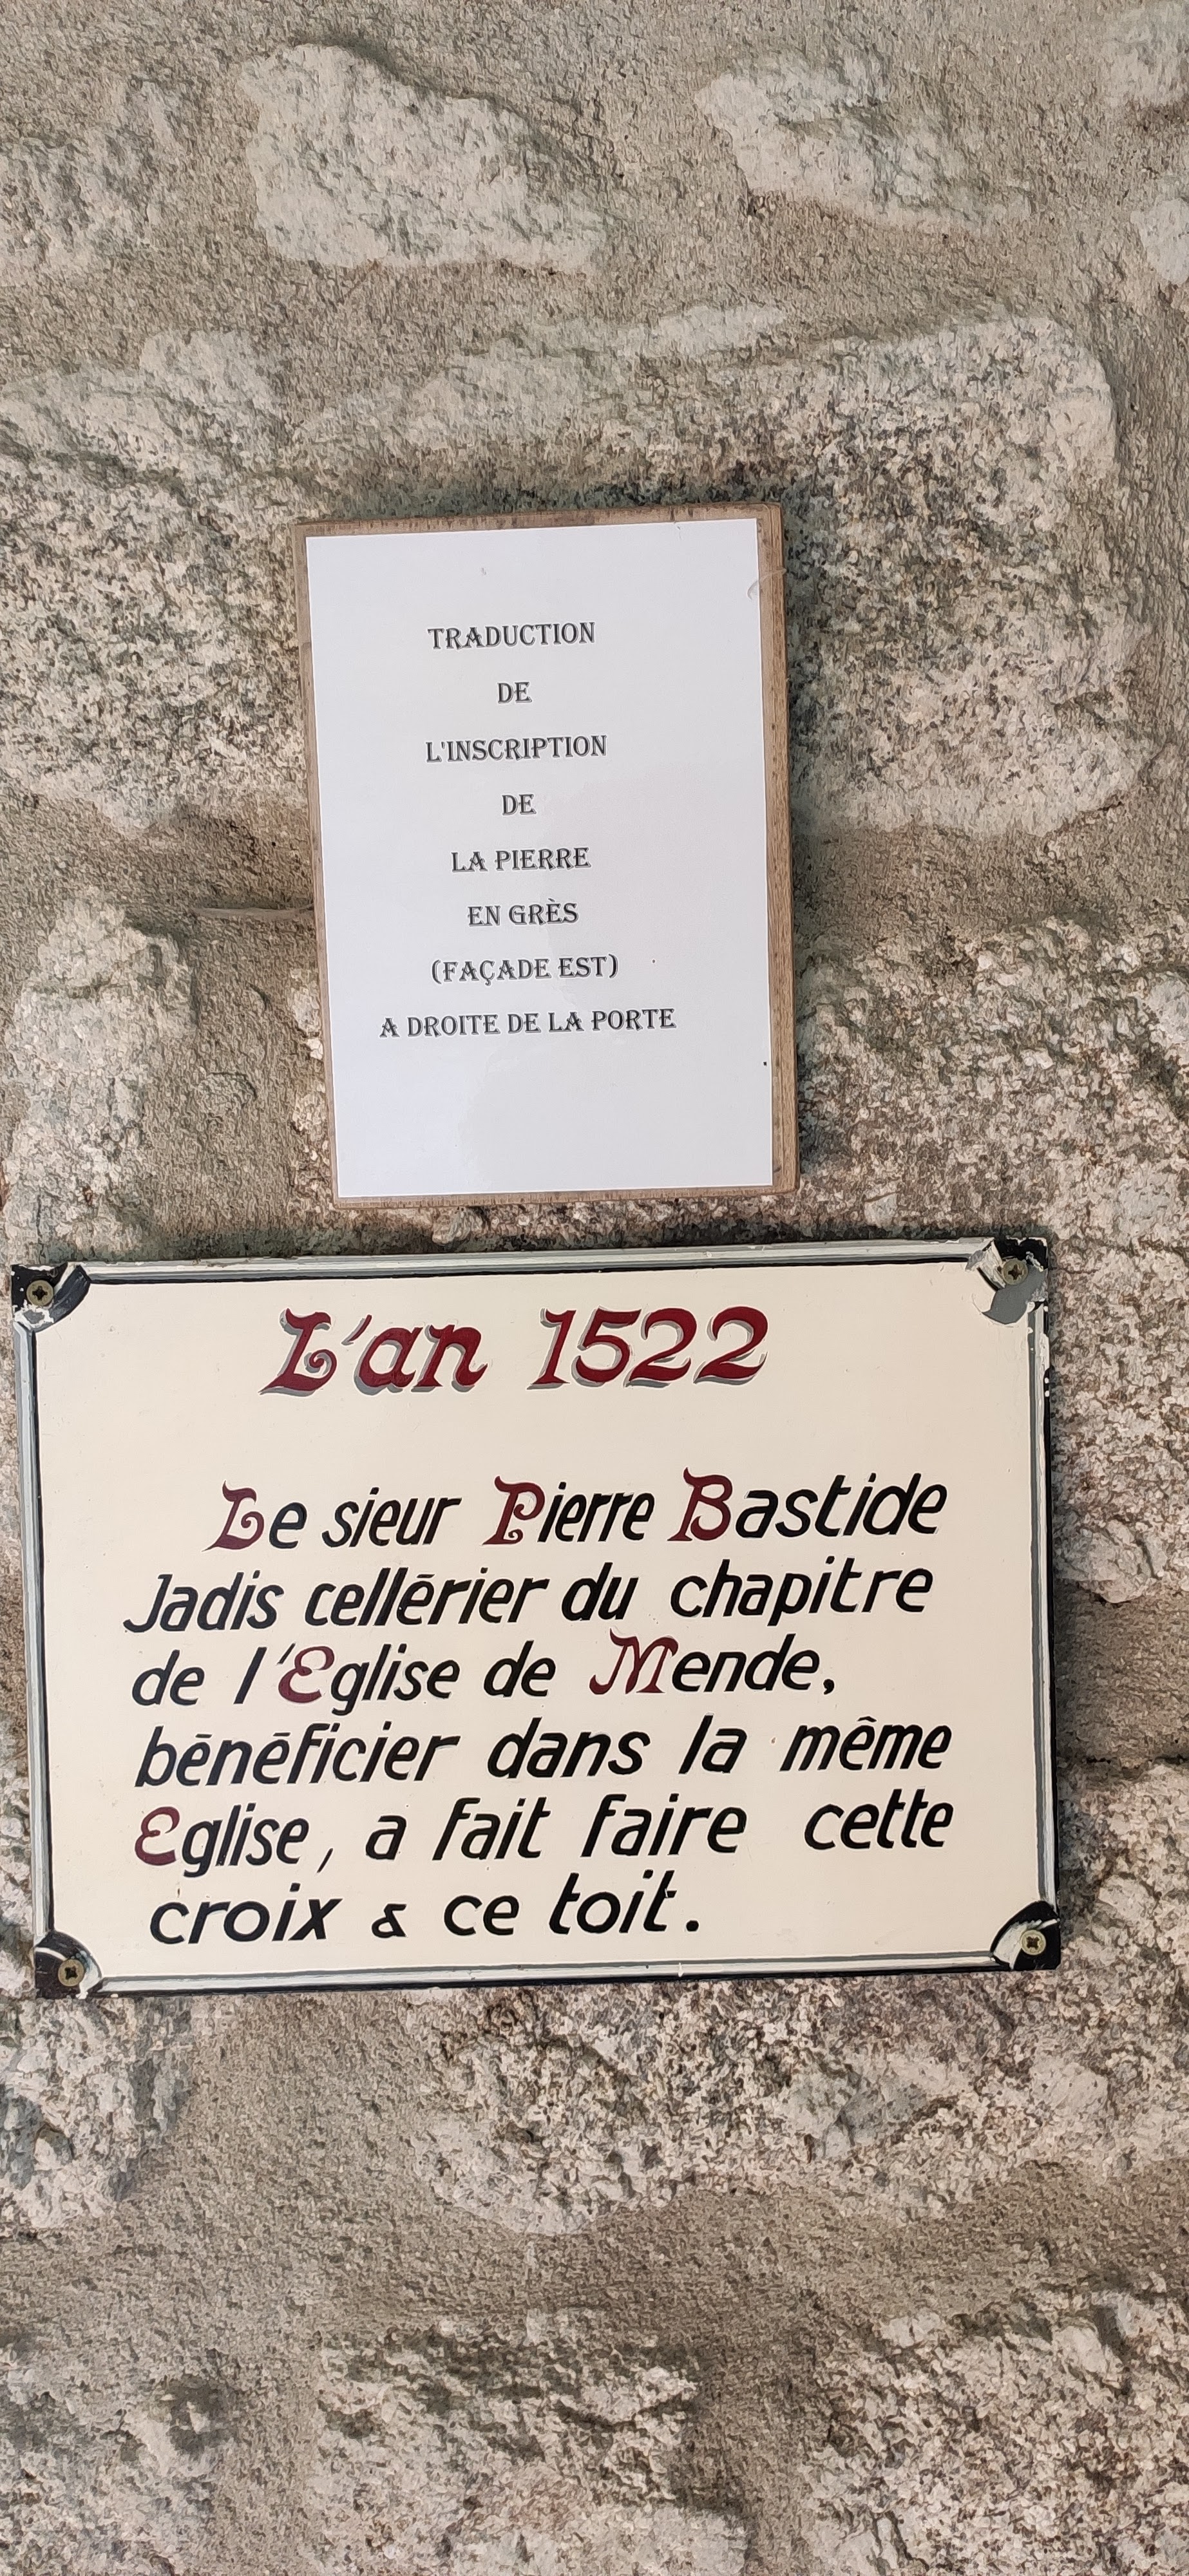 TRADUCTION
DE
L'INSCRIPTION
DE
LA PIERRE
EN GRÈS
(FAÇADE EST)
A DROITE DE LA PORTE
L'an 1522
Le sieur Pierre Bastide
Jadis cellērier du chapitre
de l'Eglise de Mende,
bēnēficier dans la même
Eglise, a fait faire cette
croix & ce toit.